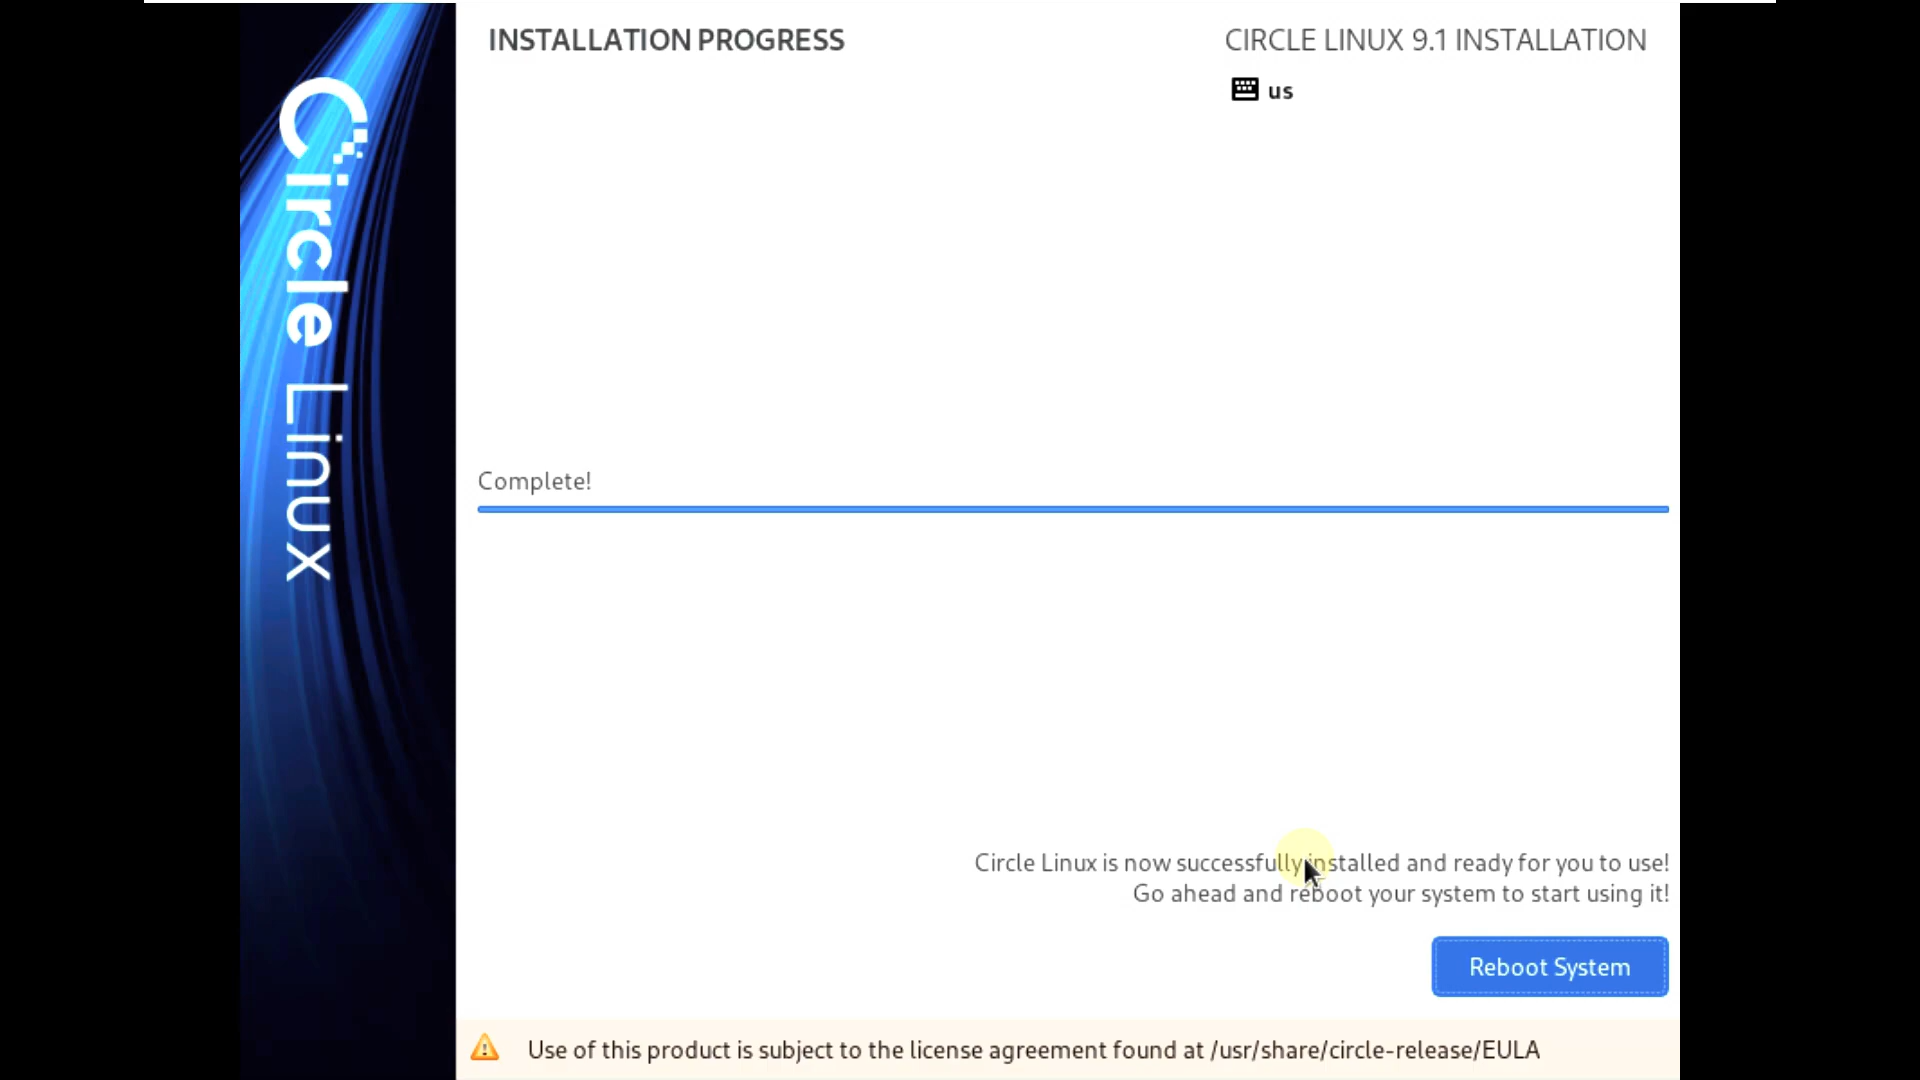 Circle Linux
INSTALLATION PROGRESS
CIRCLE LINUX 9.1 INSTALLATION
us
Complete!
Circle Linux is now successfully installed and ready for you to use!
Go ahead and reboot your system to start using it!
Reboot System
Use of this product is subject to the license agreement found at /usr/share/circle-release/EULA